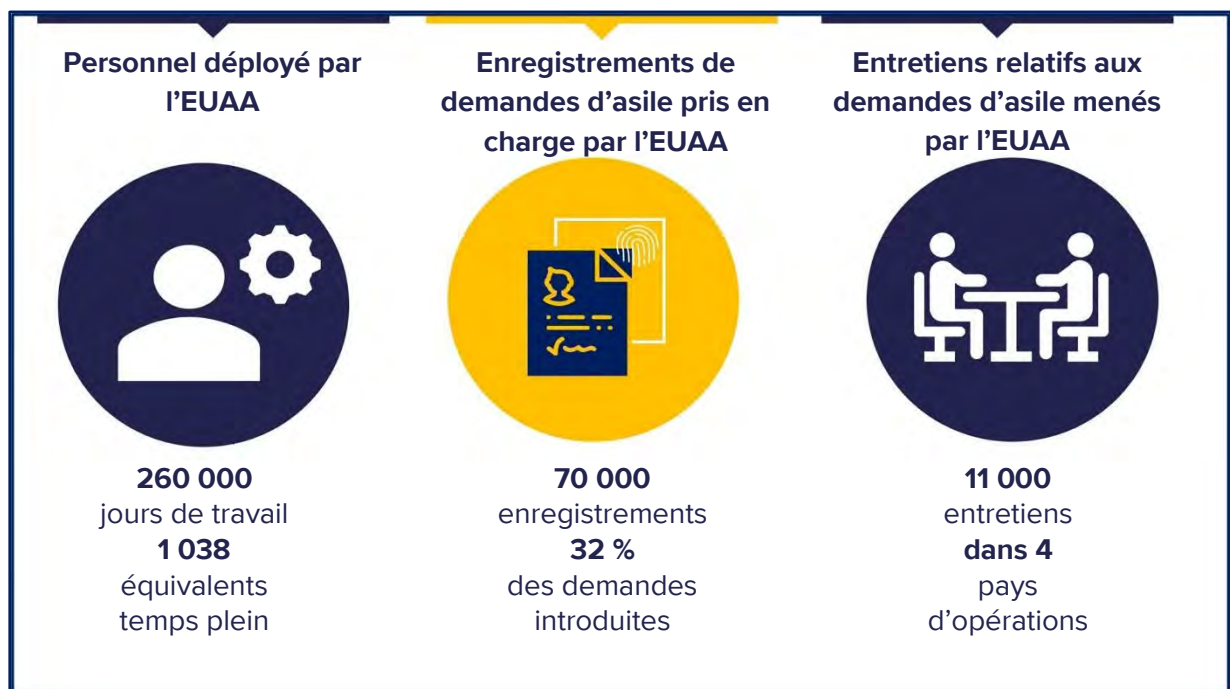 Personnel déployé par
l’EUAA
260 000
jours de travail
1 038
équivalents
temps plein
Enregistrements de
demandes d’asile pris en
charge par l’EUAA
70 000
enregistrements
32 %
des demandes
introduites
Entretiens relatifs aux
demandes d’asile menés
par l’EUAA
11 000
entretiens
dans 4
pays
d’opérations